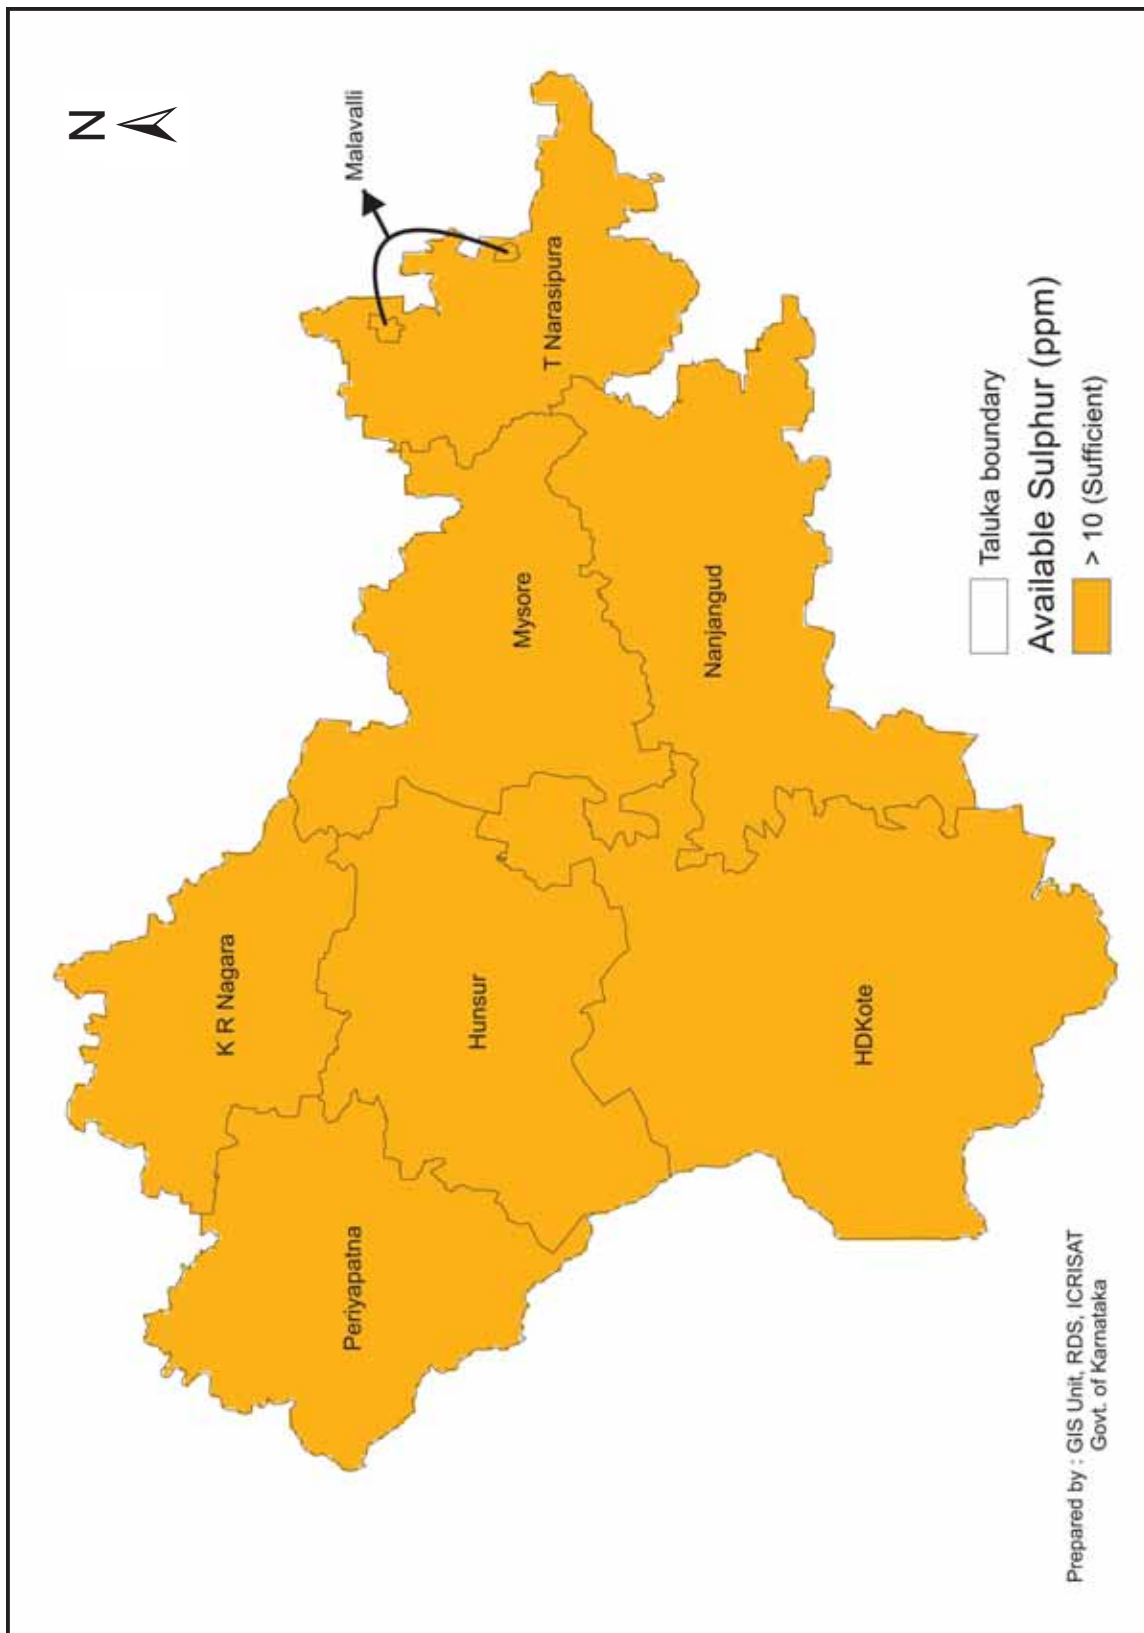 N
Malavalli
K R Nagara
Periyapatna
Hunsur
Mysore
T Narasipura
Nanjangud
HDKote
Taluka boundary
Available Sulphur (ppm)
> 10 (Sufficient)
Prepared by : GIS Unit, RDS, ICRISAT
Govt. of Karnataka